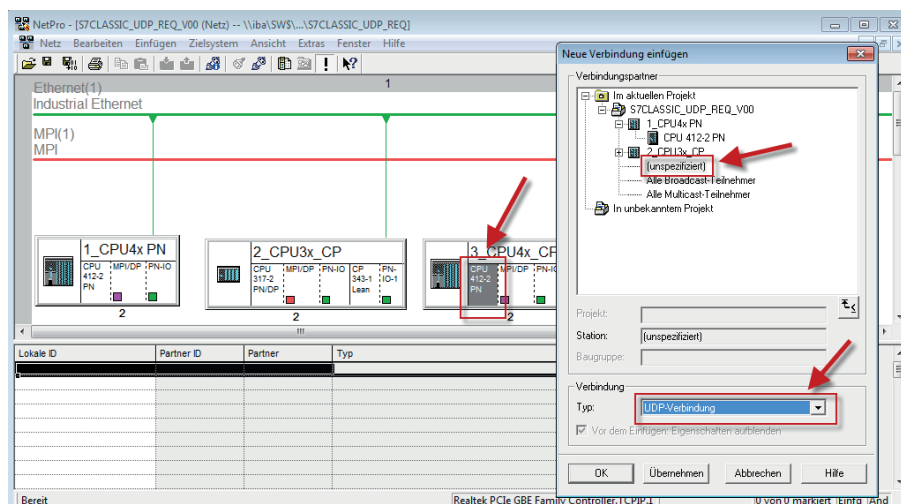 NetPro - [S7CLASSIC_UDP_REQ_V00 (Netz) -- \\iba\SWS\...\S7CLASSIC_UDP_REQ]
Netz Bearbeiten Einfügen Zielsystem Ansicht Extras Fenster Hilfe
Ethernet(1)
1
Industrial Ethernet
MPI(1)
MPI
1_CPU4x PN
CPU 412-2 PN
MPI/DP
PN-IO
2
2_CPU3x_CP
CPU 317-2 PN/DP
MPI/DP
PN-IO
CP 343-1 Lean
PN-IO-1
2
3_CPU4x_CP
CPU 412-2 PN
MPI/DP
PN-IO
2
Lokale ID Partner ID Partner Typ
Bereit
Realtek PCIe GBE Family Controller.TCPIP.1
0 von 0 markiert
Einfg
Änd
Neue Verbindung einfügen
Verbindungspartner
Im aktuellen Projekt
S7CLASSIC_UDP_REQ_V00
1_CPU4x PN
CPU 412-2 PN
2_CPU3x_CP
(unspezifiziert)
Alle Broadcast-Teilnehmer
Alle Multicast-Teilnehmer
In unbekanntem Projekt
Projekt:
Station: (unspezifiziert)
Baugruppe:
Verbindung
Typ: UDP-Verbindung
Vor dem Einfügen: Eigenschaften aufblenden
OK Übernehmen Abbrechen Hilfe